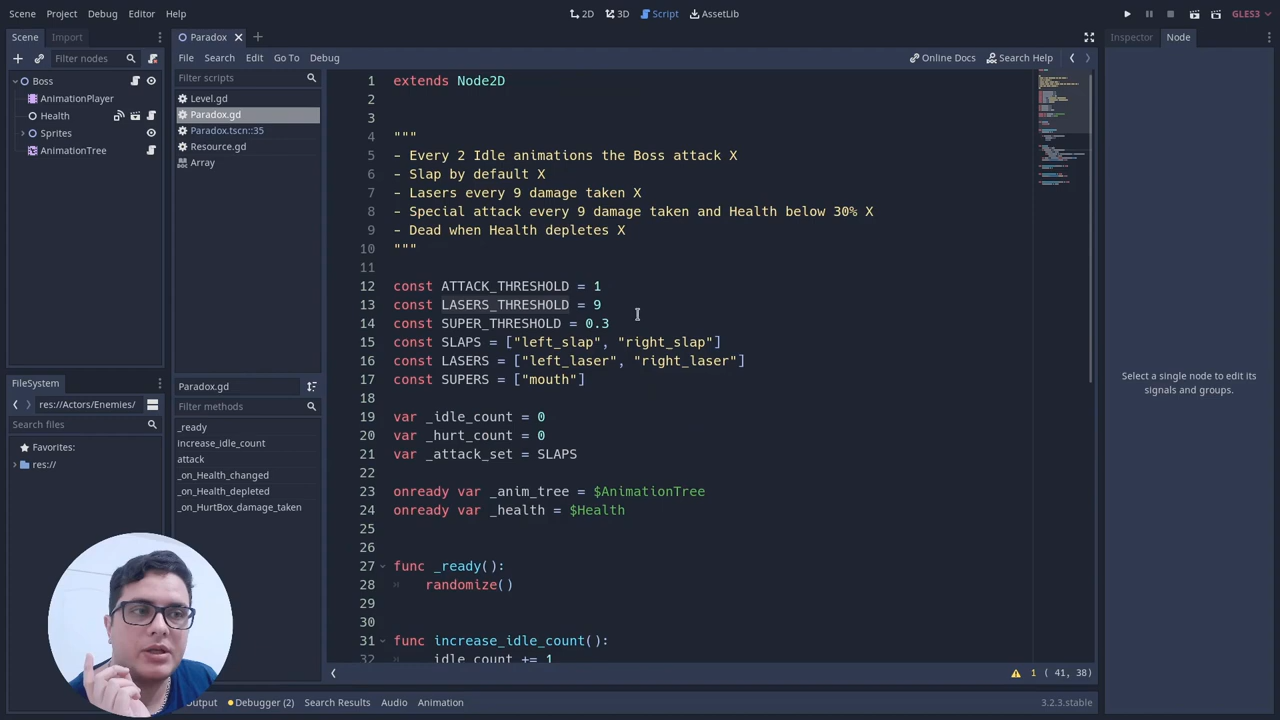 Scene Project Debug Editor Help
2D 3D Script AssetLib
GLES3
Scene Import
Filter nodes
Boss
AnimationPlayer
Health
Sprites
AnimationTree
FileSystem
res://Actors/Enemies/
Search files
Favorites:
res://
Paradox
File Search Edit Go To Debug
Online Docs Search Help
Filter scripts
Level.gd
Paradox.gd
Paradox.tscn::35
Resource.gd
Array
Paradox.gd
Filter methods
_ready
increase_idle_count
attack
_on_Health_changed
_on_Health_depleted
_on_HurtBox_damage_taken
1 extends Node2D
2
3
4 """
5 - Every 2 Idle animations the Boss attack X
6 - Slap by default X
7 - Lasers every 9 damage taken X
8 - Special attack every 9 damage taken and Health below 30% X
9 - Dead when Health depletes X
10 """
11
12 const ATTACK_THRESHOLD = 1
13 const LASERS_THRESHOLD = 9
14 const SUPER_THRESHOLD = 0.3
15 const SLAPS = ["left_slap", "right_slap"]
16 const LASERS = ["left_laser", "right_laser"]
17 const SUPERS = ["mouth"]
18
19 var _idle_count = 0
20 var _hurt_count = 0
21 var _attack_set = SLAPS
22
23 onready var _anim_tree = $AnimationTree
24 onready var _health = $Health
25
26
27 func _ready():
28 randomize()
29
30
31 func increase_idle_count():
32 _idle_count += 1
1 ( 41, 38)
Output Debugger (2) Search Results Audio Animation
3.2.3.stable
Inspector Node
Select a single node to edit its
signals and groups.